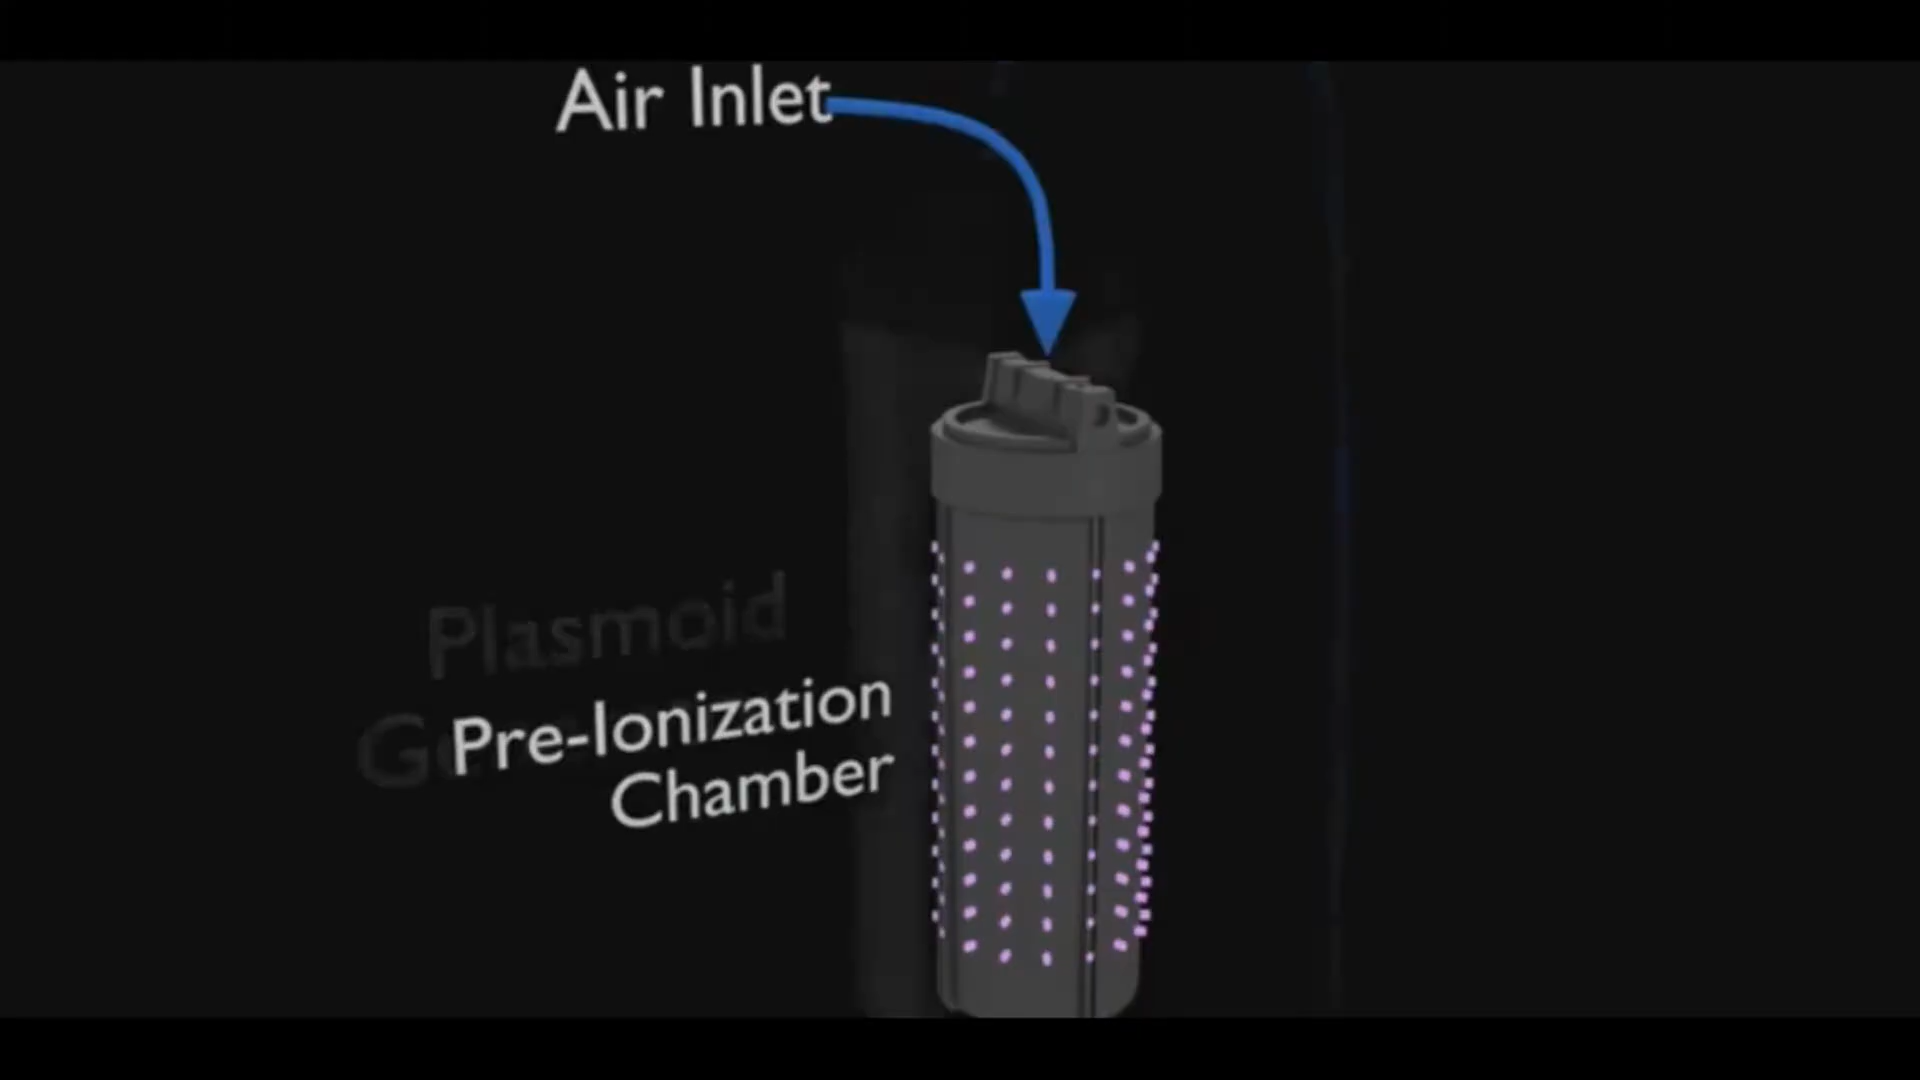 Air Inlet
Plasmoid
Pre-Ionization
Chamber